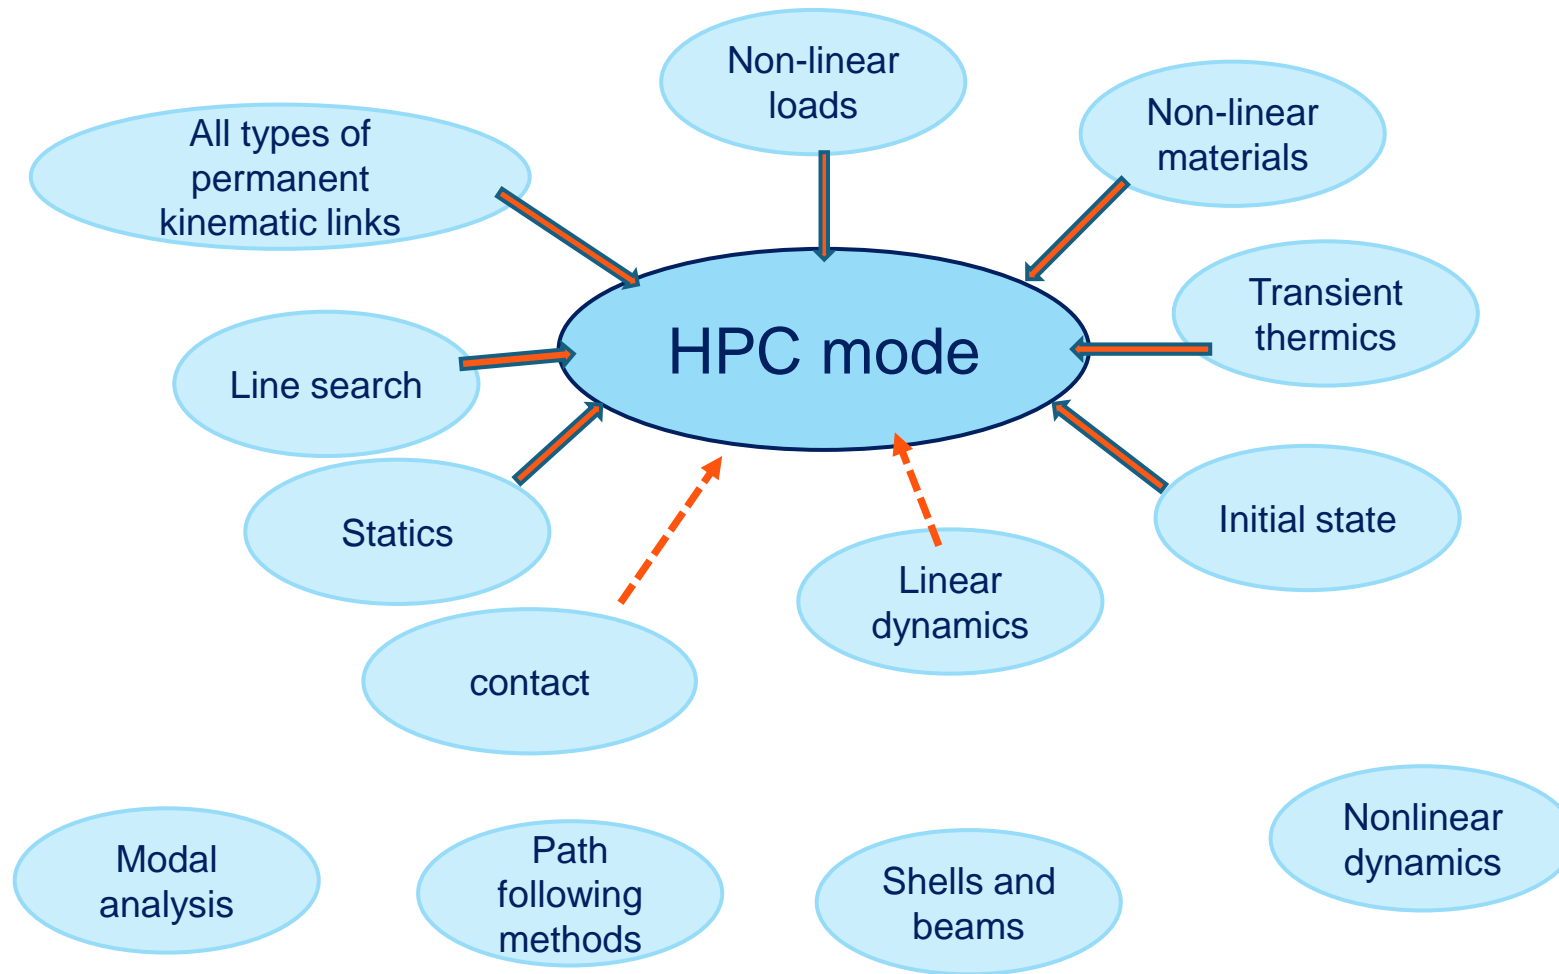 Non-linear
loads
Non-linear
materials
All types of
permanent
kinematic links
Transient
thermics
HPC mode
Line search
Statics
Initial state
Linear
dynamics
contact
Nonlinear
dynamics
Modal
analysis
Path
following
methods
Shells and
beams